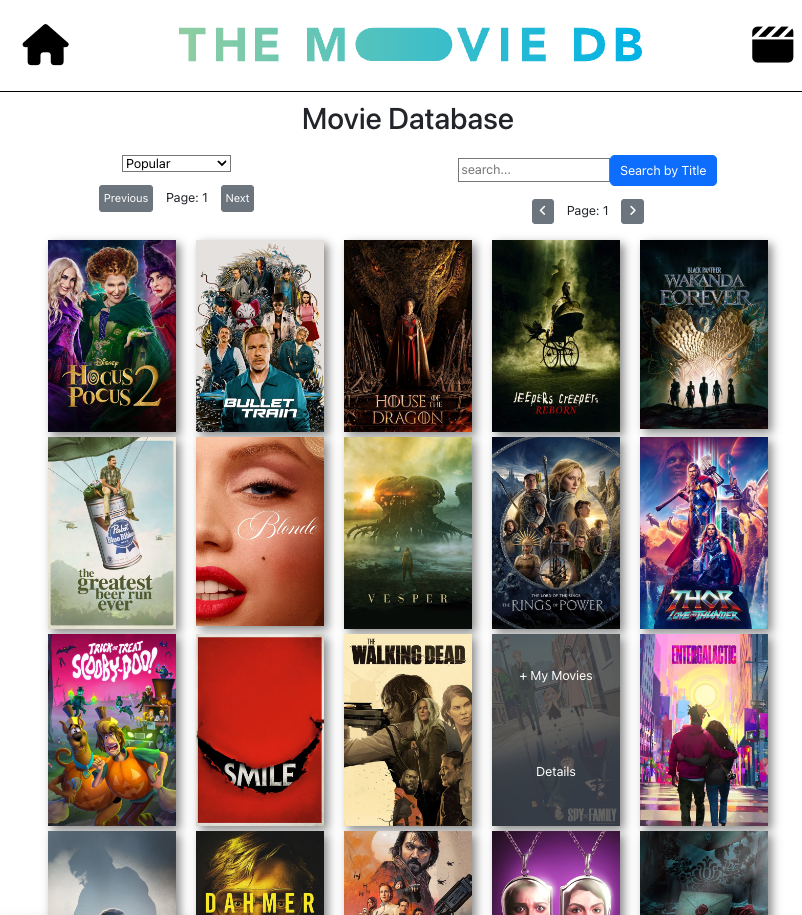 THE MOVIE DB
Movie Database
Popular
search...
Search by Title
Previous
Page: 1
Next
Page: 1
Disney
HOCUS
POCUS 2
BULLET
TRAIN
HOUSE OF THE
DRAGON
JEEPERS CREEPERS
REBORN
BLACK PANTHER
WAKANDA
FOREVER
Pabst
Blue Ribbon
the
greatest
beer run
ever
Blonde
VESPER
THE LORD OF THE RINGS
THE RINGS OF POWER
THOR
LOVE AND THUNDER
TRICK OR TREAT
SCOOBY-DOO!
SMILE
THE
WALKING DEAD
+ My Movies
Details
SPY×FAMILY
ENTERGALACTIC
DAHMER